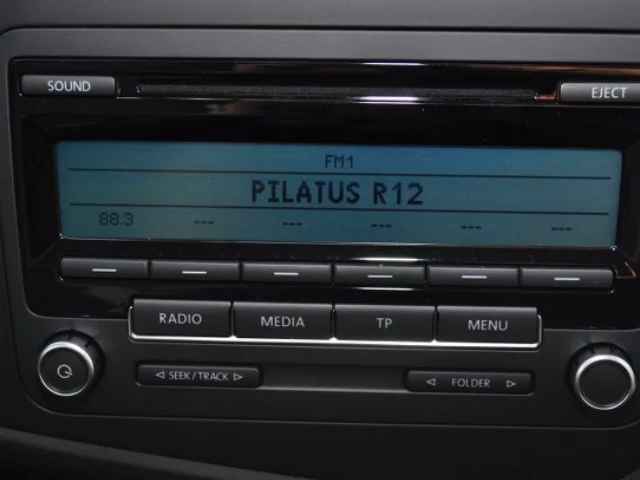 SOUND
EJECT
FM1
PILATUS R12
88.3 --- --- --- --- ---
RADIO
MEDIA
TP
MENU
SEEK/TRACK
FOLDER